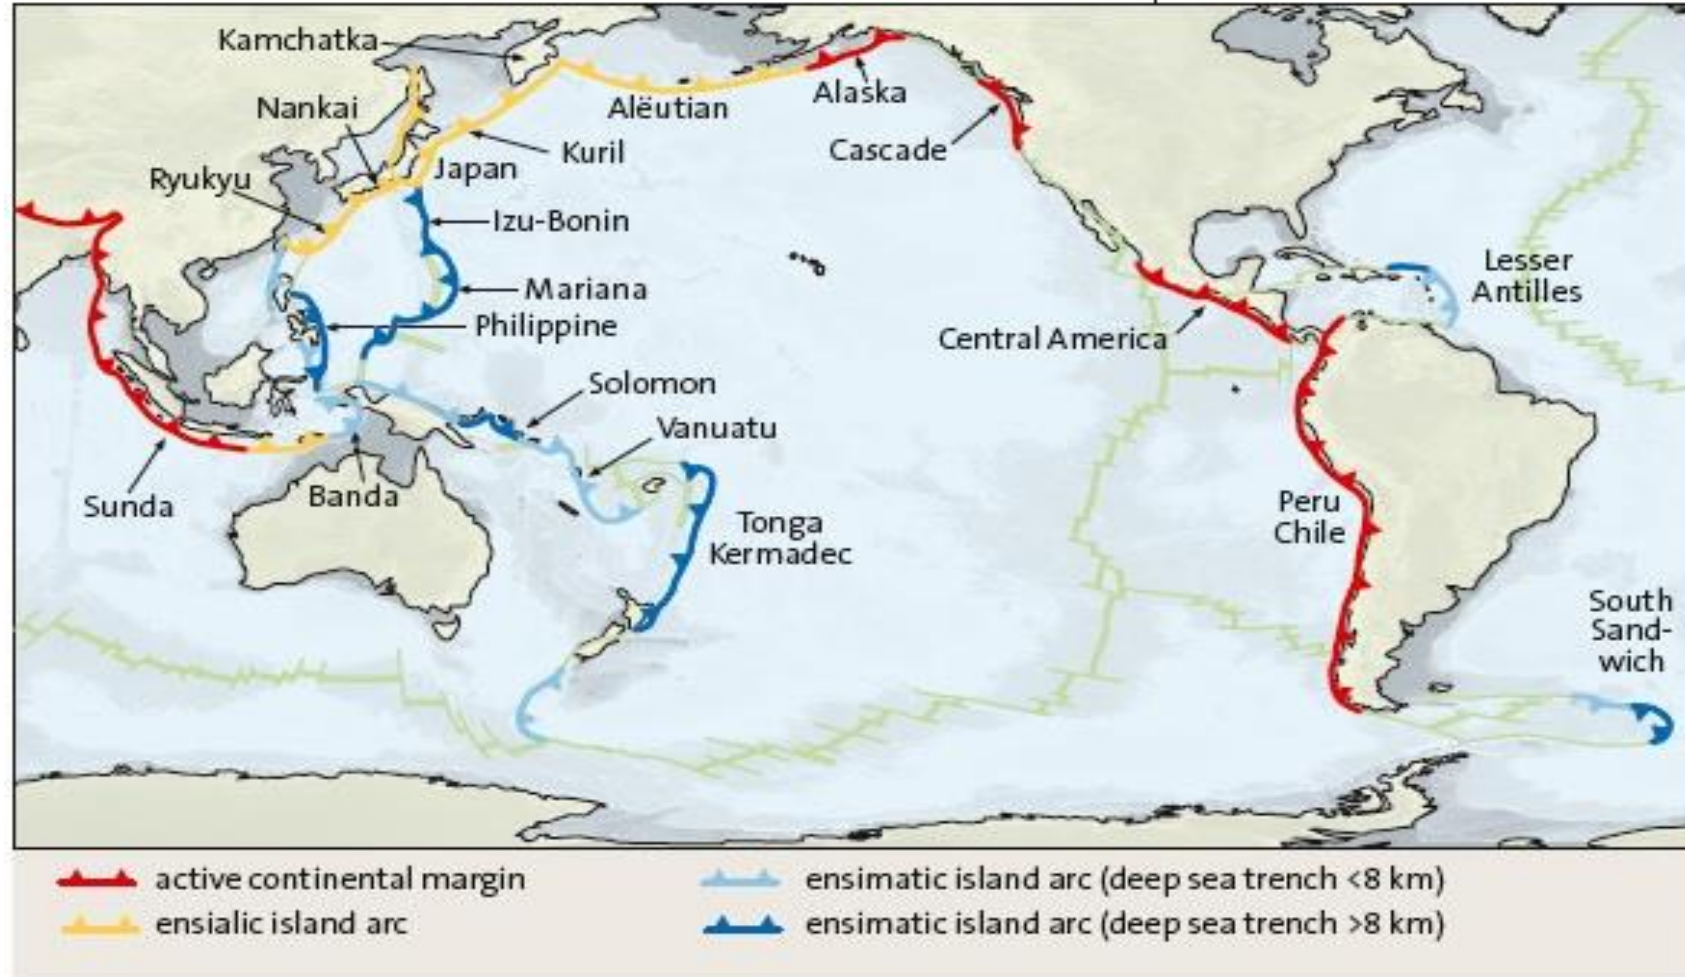 Kamchatka
Nankai
Alëutian
Alaska
Cascade
Kuril
Japan
Ryukyu
Izu-Bonin
Mariana
Philippine
Lesser
Antilles
Central America
Solomon
Vanuatu
Sunda
Banda
Tonga
Kermadec
Peru
Chile
South
Sand-
wich
active continental margin
ensialic island arc
ensimatic island arc (deep sea trench <8 km)
ensimatic island arc (deep sea trench >8 km)